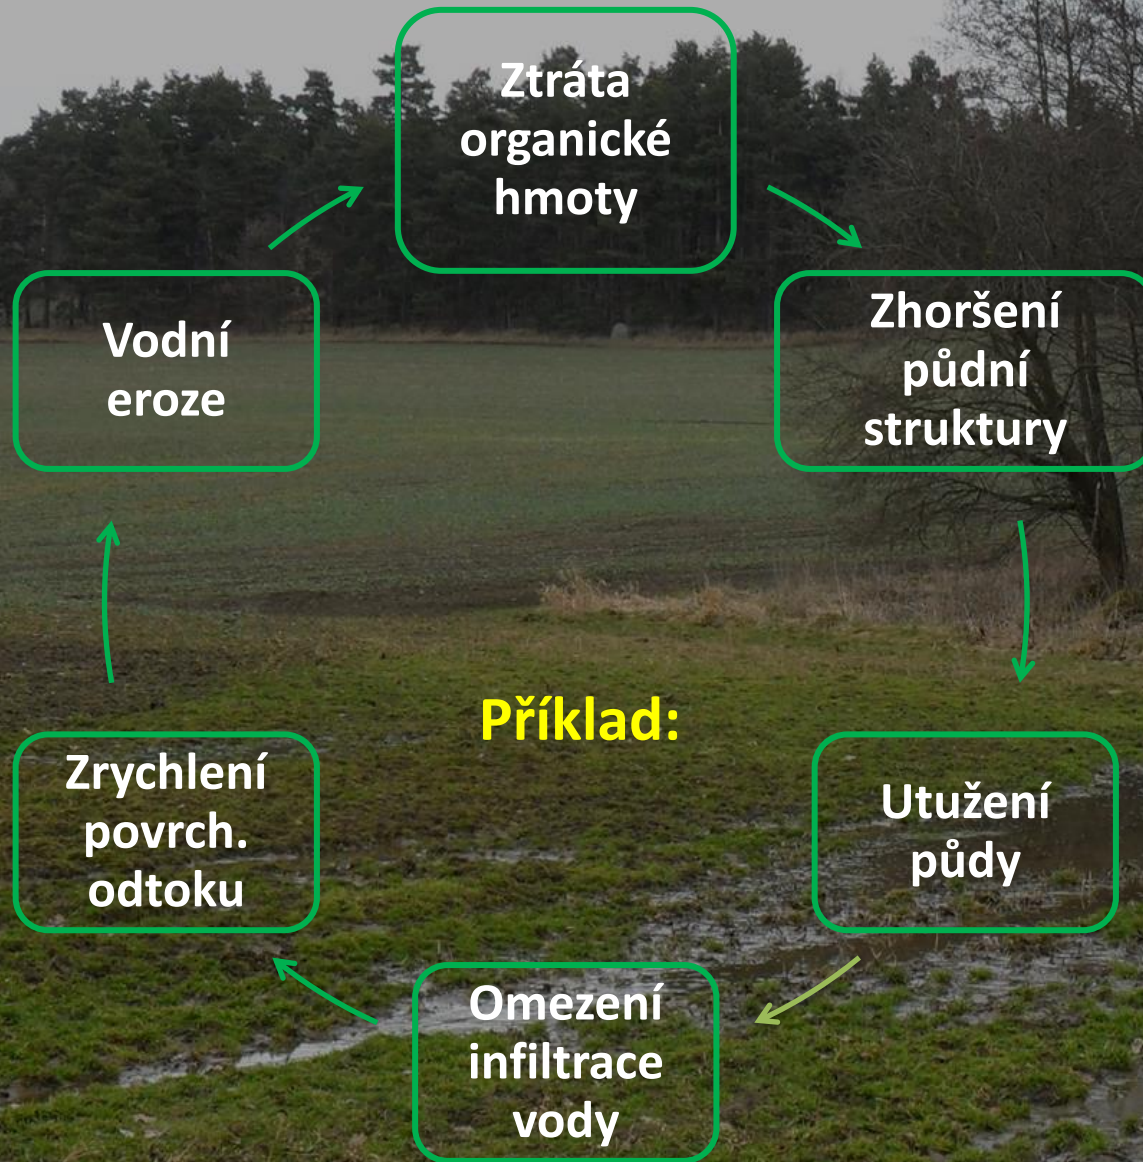 Ztráta
organické
hmoty
Zhoršení
půdní
struktury
Utužení
půdy
Omezení
infiltrace
vody
Zrychlení
povrch.
odtoku
Vodní
eroze
Příklad: